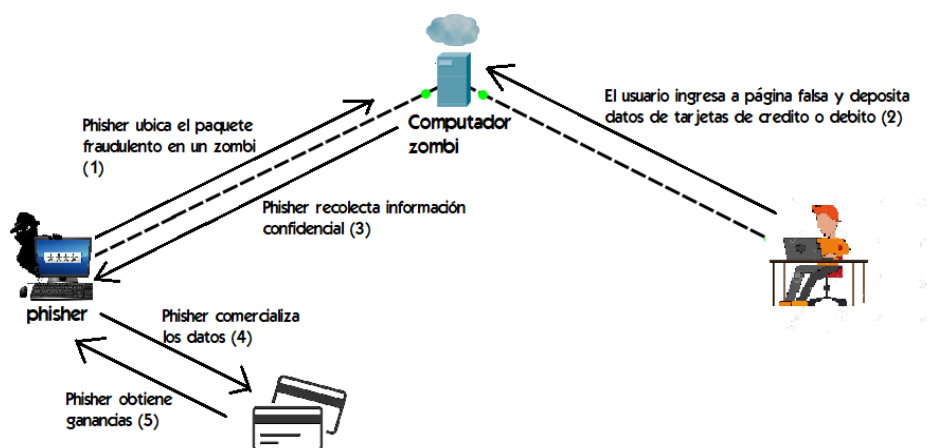 Phisher ubica el paquete
fraudulento en un zombi
(1)
Computador
zombi
El usuario ingresa a página falsa y deposita
datos de tarjetas de credito o debito (2)
Phisher recolecta información
confidencial (3)
****
phisher
Phisher comercializa
los datos (4)
Phisher obtiene
ganancias (5)